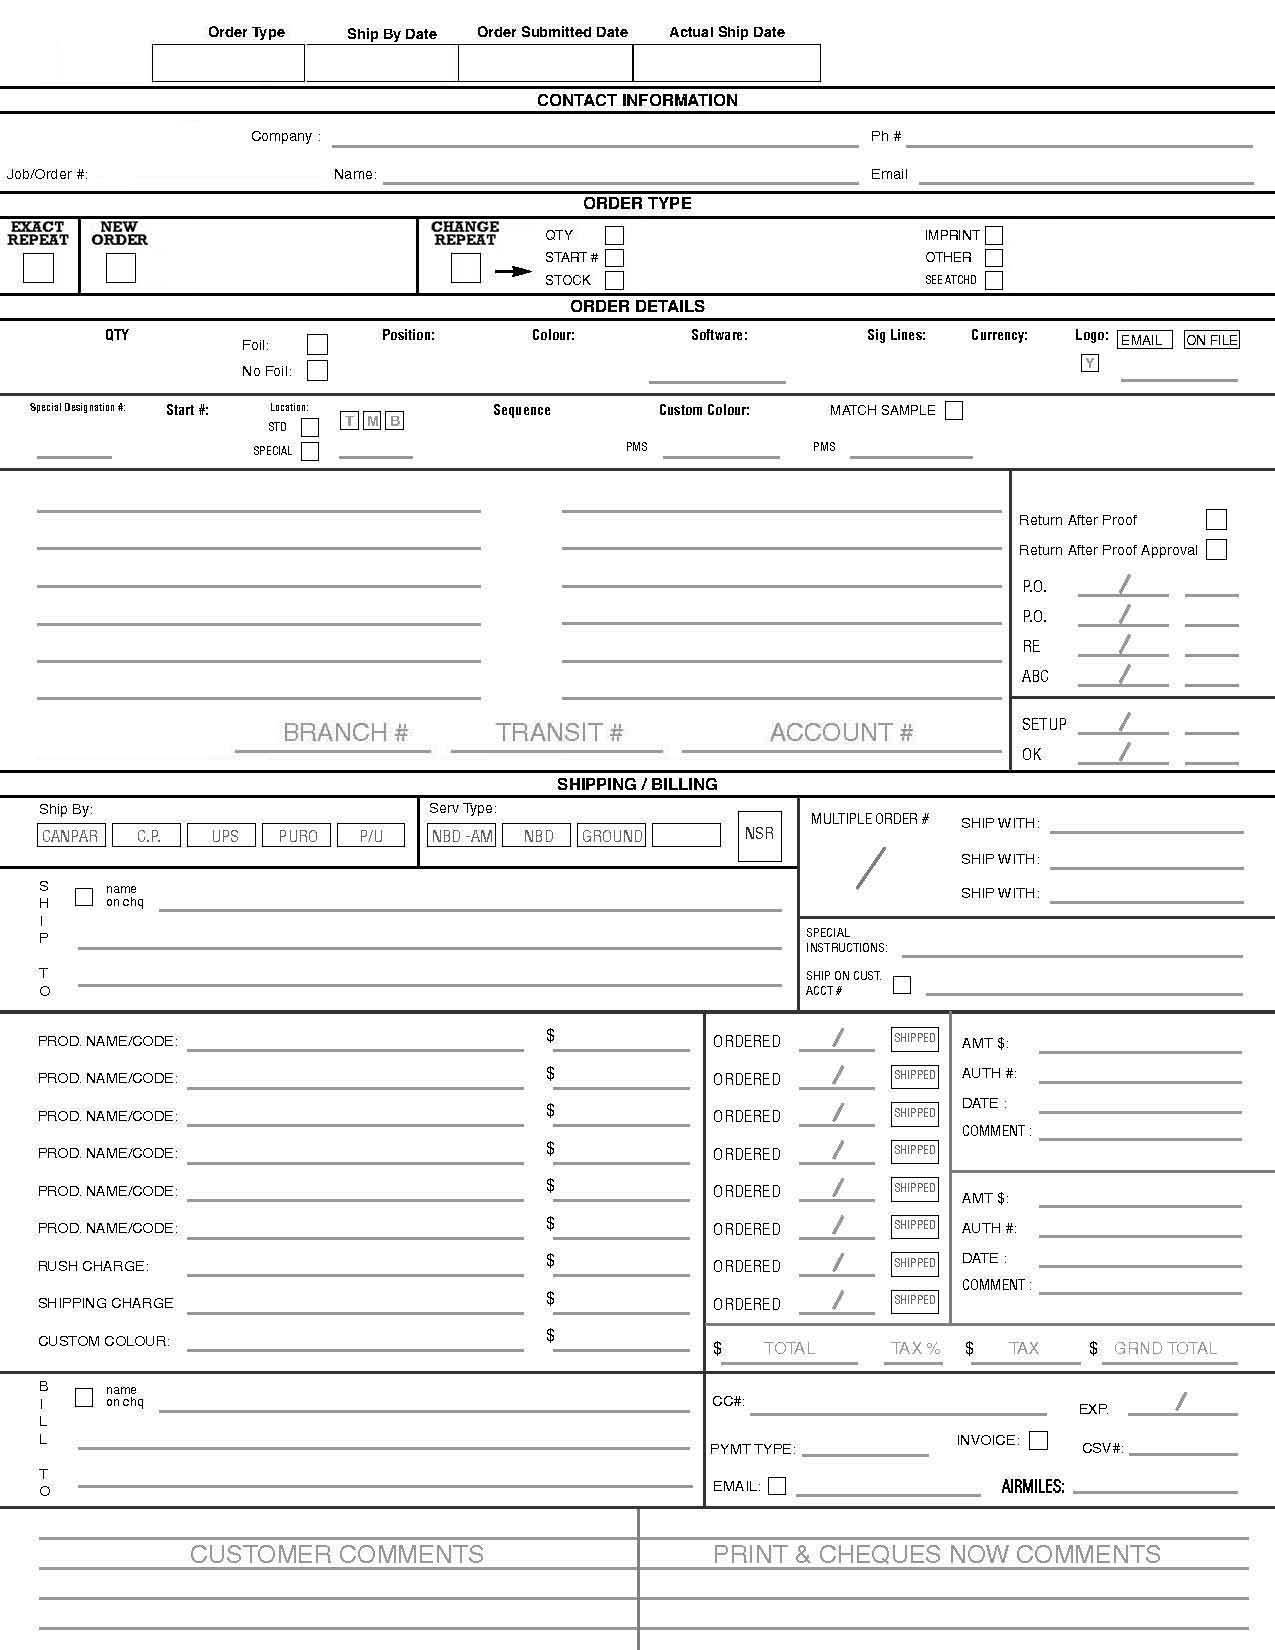 Order Type Ship By Date Order Submitted Date Actual Ship Date
CONTACT INFORMATION
Company : Ph #
Job/Order #: Name: Email
ORDER TYPE
EXACT REPEAT NEW ORDER CHANGE REPEAT
QTY IMPRINT
START # OTHER
STOCK SEE ATCHD
ORDER DETAILS
QTY Foil: Position: Colour: Software: Sig Lines: Currency: Logo: EMAIL ON FILE
No Foil: Y
Special Designation #: Start #: Location: Sequence Custom Colour: MATCH SAMPLE
STD T M B
SPECIAL PMS PMS
Return After Proof
Return After Proof Approval
P.O. /
P.O. /
RE /
ABC /
BRANCH # TRANSIT # ACCOUNT # SETUP /
OK /
SHIPPING / BILLING
Ship By: Serv Type:
CANPAR C.P. UPS PURO P/U NBD -AM NBD GROUND NSR
MULTIPLE ORDER # SHIP WITH:
/ SHIP WITH:
SHIP WITH:
SHIP TO
name
on chq
SPECIAL
INSTRUCTIONS:
SHIP ON CUST.
ACCT #
PROD. NAME/CODE: $ ORDERED / SHIPPED AMT $:
PROD. NAME/CODE: $ ORDERED / SHIPPED AUTH #:
PROD. NAME/CODE: $ ORDERED / SHIPPED DATE :
COMMENT :
PROD. NAME/CODE: $ ORDERED / SHIPPED
PROD. NAME/CODE: $ ORDERED / SHIPPED AMT $:
PROD. NAME/CODE: $ ORDERED / SHIPPED AUTH #:
RUSH CHARGE: $ ORDERED / SHIPPED DATE :
COMMENT :
SHIPPING CHARGE $ ORDERED / SHIPPED
CUSTOM COLOUR: $ $ TOTAL TAX % $ TAX $ GRND TOTAL
BILL TO
name
on chq
CC#: EXP. /
PYMT TYPE: INVOICE: CSV#:
EMAIL: AIRMILES:
CUSTOMER COMMENTS PRINT & CHEQUES NOW COMMENTS